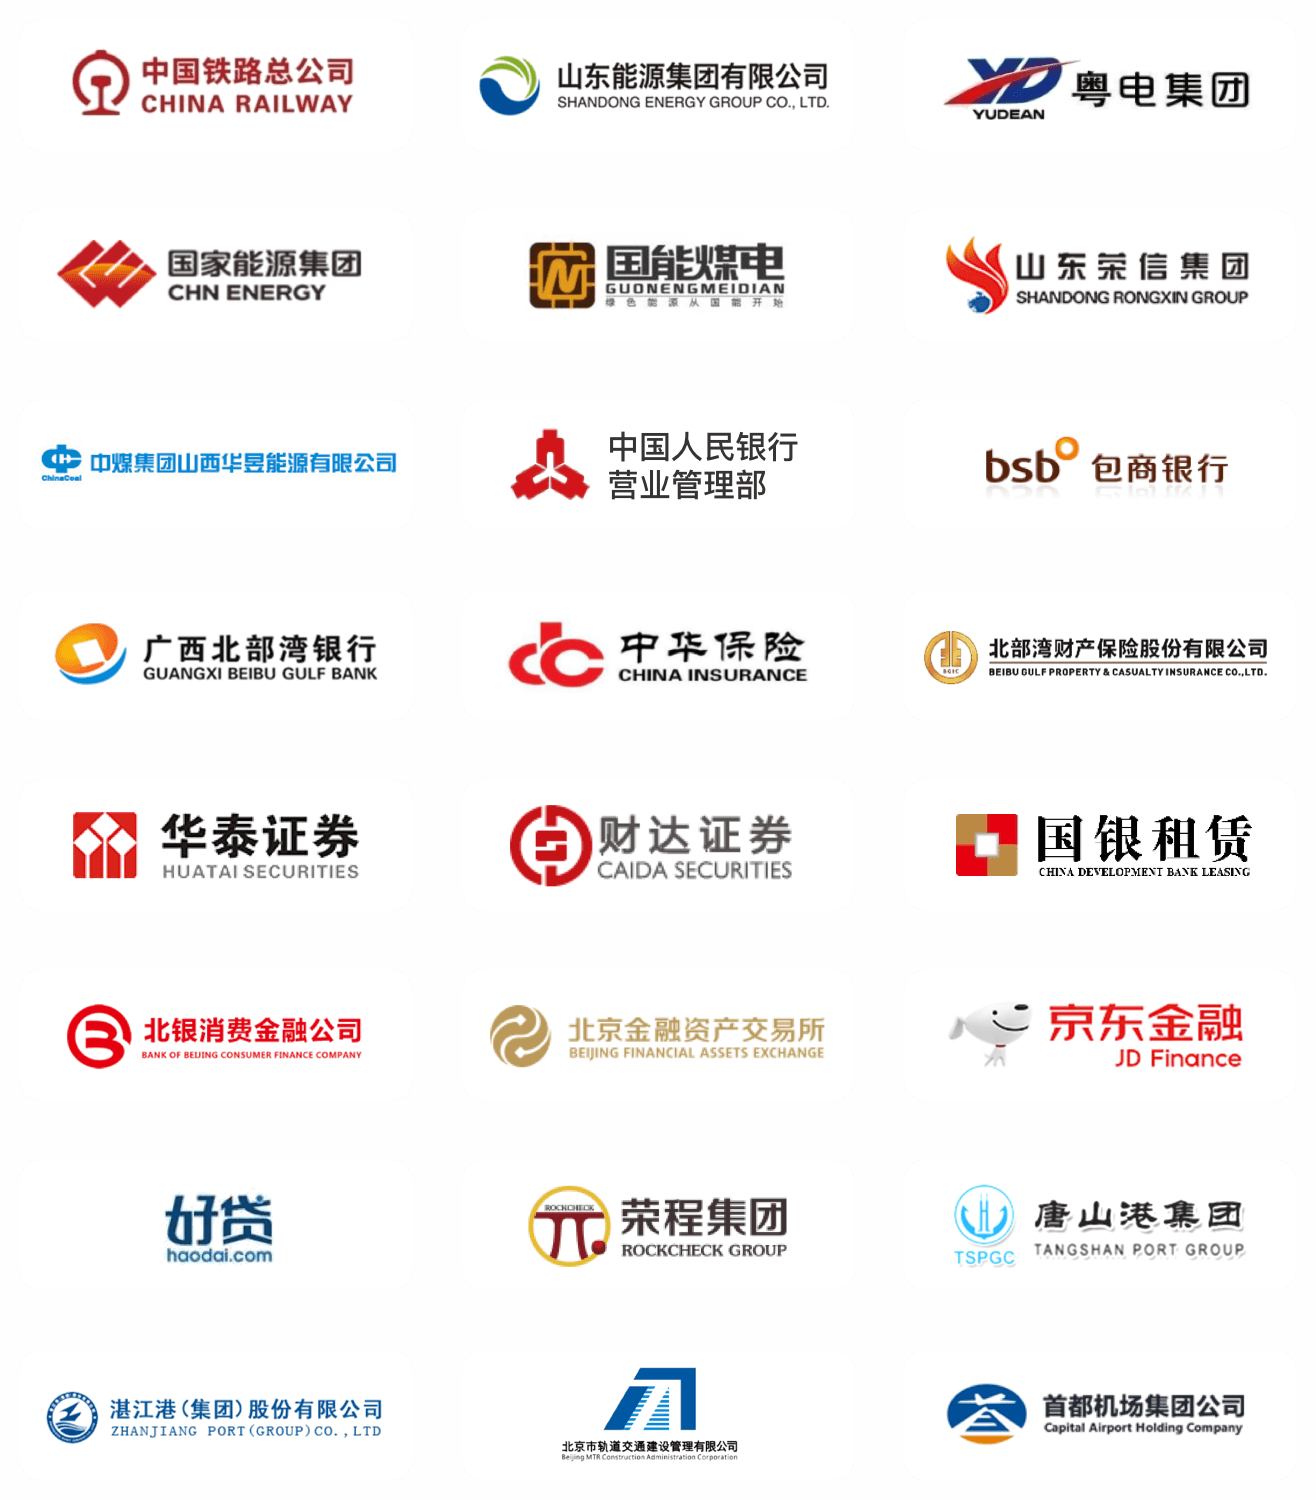 中国铁路总公司
CHINA RAILWAY
山东能源集团有限公司
SHANDONG ENERGY GROUP CO., LTD.
YD
YUDEAN
粤电集团
国家能源集团
CHN ENERGY
国能煤电
GUONENGMEIDIAN
绿色能源从国能开始
山东荣信集团
SHANDONG RONGXIN GROUP
ChinaCoal
中煤集团山西华昱能源有限公司
中国人民银行
营业管理部
bsb
包商银行
广西北部湾银行
GUANGXI BEIBU GULF BANK
中华保险
CHINA INSURANCE
BGIC
北部湾财产保险股份有限公司
BEIBU GULF PROPERTY & CASUALTY INSURANCE CO.,LTD.
华泰证券
HUATAI SECURITIES
财达证券
CAIDA SECURITIES
国银租赁
CHINA DEVELOPMENT BANK LEASING
北银消费金融公司
BANK OF BEIJING CONSUMER FINANCE COMPANY
北京金融资产交易所
BEIJING FINANCIAL ASSETS EXCHANGE
京东金融
JD Finance
好贷
haodai.com
ROCKCHECK
荣程集团
ROCKCHECK GROUP
TSPGC
唐山港集团
TANGSHAN PORT GROUP
湛江港(集团)股份有限公司
ZHANJIANG PORT(GROUP)CO.,LTD
北京市轨道交通建设管理有限公司
Beijing MTR Construction Administration Corporation
首都机场集团公司
Capital Airport Holding Company